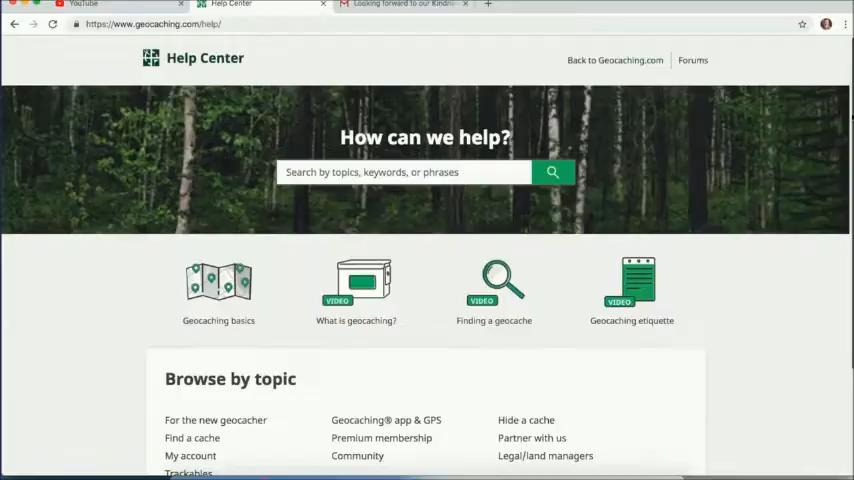 YouTube
Help Center
Looking forward to our Kindn
https://www.geocaching.com/help/
Help Center
Back to Geocaching.com
Forums
How can we help?
Search by topics, keywords, or phrases
VIDEO
VIDEO
VIDEO
Geocaching basics
What is geocaching?
Finding a geocache
Geocaching etiquette
Browse by topic
For the new geocacher
Geocaching® app & GPS
Hide a cache
Find a cache
Premium membership
Partner with us
My account
Community
Legal/land managers
Trackables